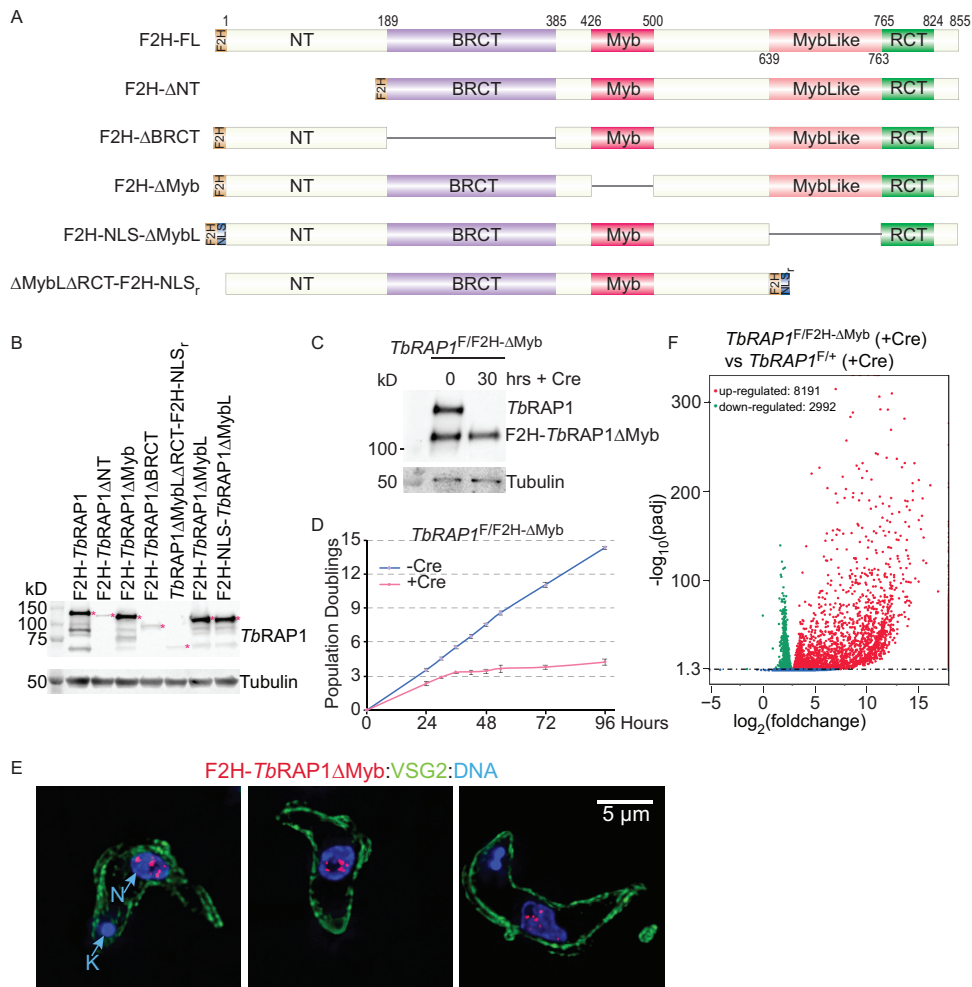 A
1 189 385 426 500 765 824 855
F2H-FL F2H NT BRCT Myb MybLike RCT
639 763
F2H-ΔNT F2H BRCT Myb MybLike RCT
F2H-ΔBRCT F2H NT Myb MybLike RCT
F2H-ΔMyb F2H NT BRCT MybLike RCT
F2H-NLS-ΔMybL F2H NLS NT BRCT Myb RCT
ΔMybLΔRCT-F2H-NLSr NT BRCT Myb F2H NLSr
B
F2H-TbRAP1
F2H-TbRAP1ΔNT
F2H-TbRAP1ΔMyb
F2H-TbRAP1ΔBRCT
TbRAP1ΔMybLΔRCT-F2H-NLSr
F2H-TbRAP1ΔMybL
F2H-NLS-TbRAP1ΔMybL
kD
150
100
75
TbRAP1
50 Tubulin
C
TbRAP1F/F2H-ΔMyb
kD 0 30 hrs + Cre
TbRAP1
F2H-TbRAP1ΔMyb
100
50 Tubulin
D
TbRAP1F/F2H-ΔMyb
-Cre
+Cre
Population Doublings
15
12
9
6
3
0
0 24 48 72 96 Hours
F
TbRAP1F/F2H-ΔMyb (+Cre)
vs TbRAP1F/+ (+Cre)
up-regulated: 8191
down-regulated: 2992
-log10(padj)
300
200
100
1.3
−5 0 5 10 15
log2(foldchange)
E
F2H-TbRAP1ΔMyb:VSG2:DNA
5 µm
N
K